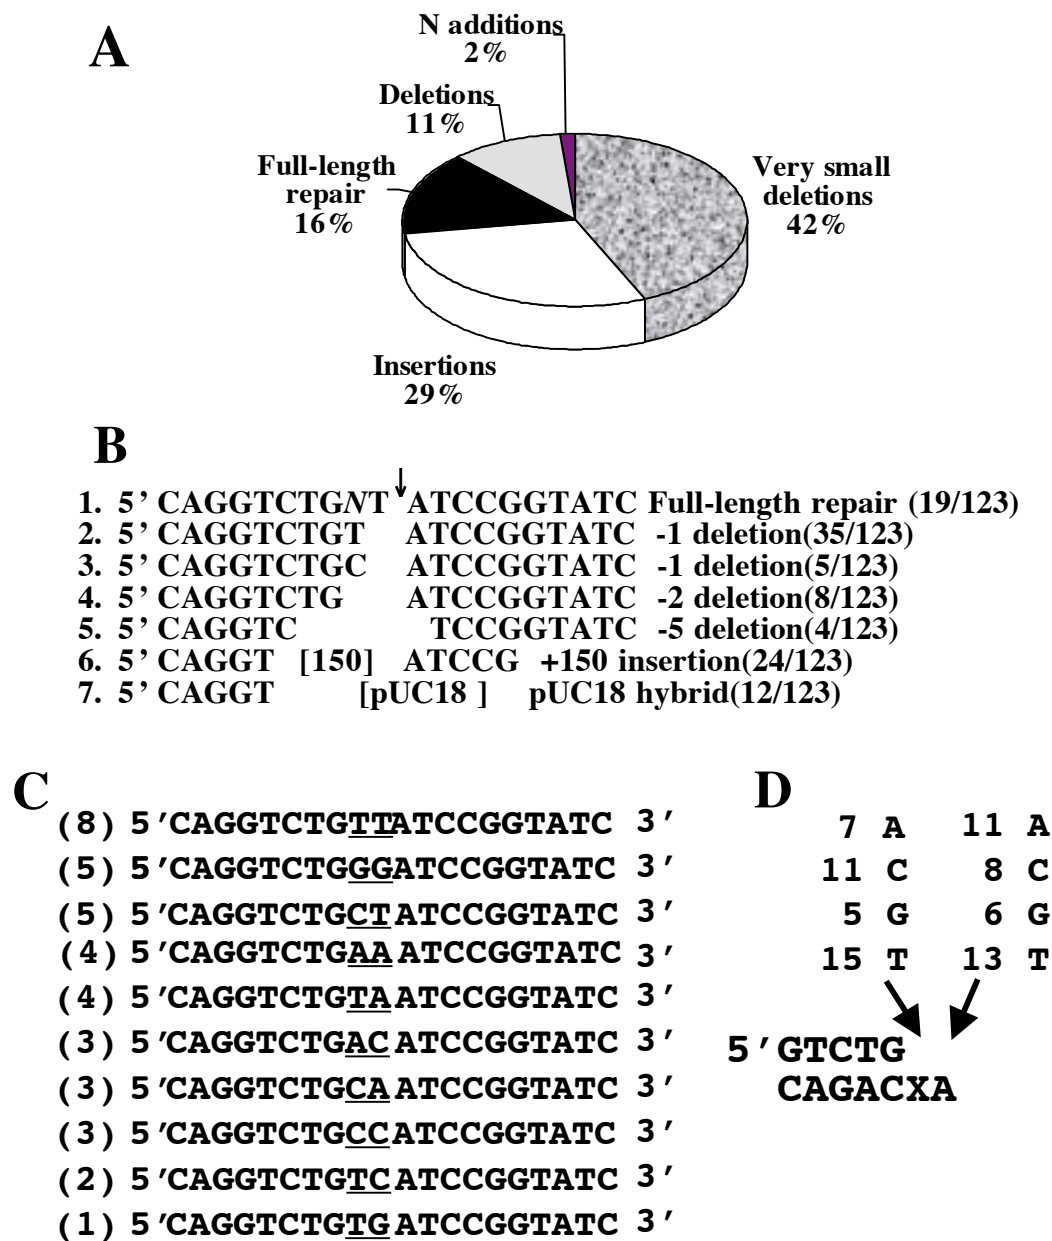 A
N additions
2%
Deletions
11%
Full-length
repair
16%
Very small
deletions
42%
Insertions
29%
B
1. 5' CAGGTCTGNT ATCCGGTATC Full-length repair (19/123)
2. 5' CAGGTCTGT ATCCGGTATC -1 deletion(35/123)
3. 5' CAGGTCTGC ATCCGGTATC -1 deletion(5/123)
4. 5' CAGGTCTG ATCCGGTATC -2 deletion(8/123)
5. 5' CAGGTC TCCGGTATC -5 deletion(4/123)
6. 5' CAGGT [150] ATCCG +150 insertion(24/123)
7. 5' CAGGT [pUC18 ] pUC18 hybrid(12/123)
C
(8) 5'CAGGTCTGTTATCCGGTATC 3'
(5) 5'CAGGTCTGGGATCCGGTATC 3'
(5) 5'CAGGTCTGCTATCCGGTATC 3'
(4) 5'CAGGTCTGAAATCCGGTATC 3'
(4) 5'CAGGTCTGTAATCCGGTATC 3'
(3) 5'CAGGTCTGACATCCGGTATC 3'
(3) 5'CAGGTCTGCAATCCGGTATC 3'
(3) 5'CAGGTCTGCCATCCGGTATC 3'
(2) 5'CAGGTCTGTCATCCGGTATC 3'
(1) 5'CAGGTCTGTGATCCGGTATC 3'
D
7 A 11 A
11 C 8 C
5 G 6 G
15 T 13 T
5'GTCTG
CAGACXA